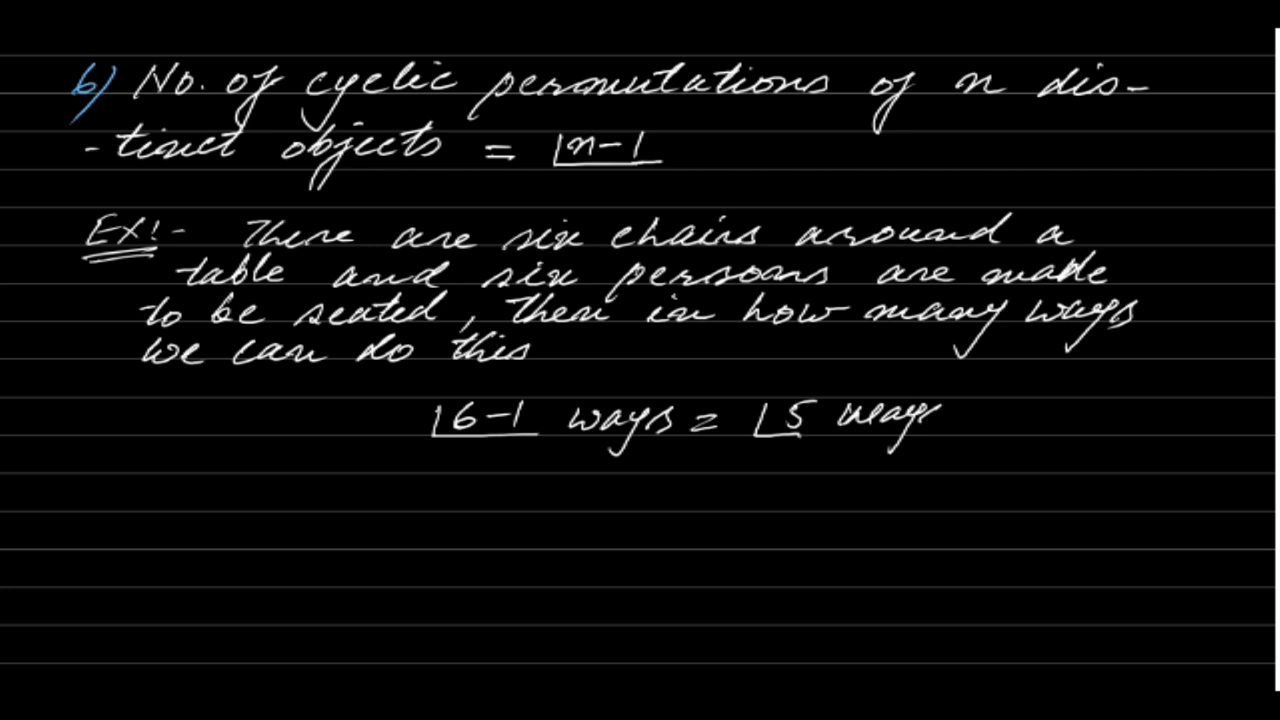 6) No. of cyclic permutations of n dis-
-tinct objects = |n-1
Ex!- There are six chairs around a
table and six persons are made
to be seated, then in how many ways
we can do this
|6-1 ways = |5 ways